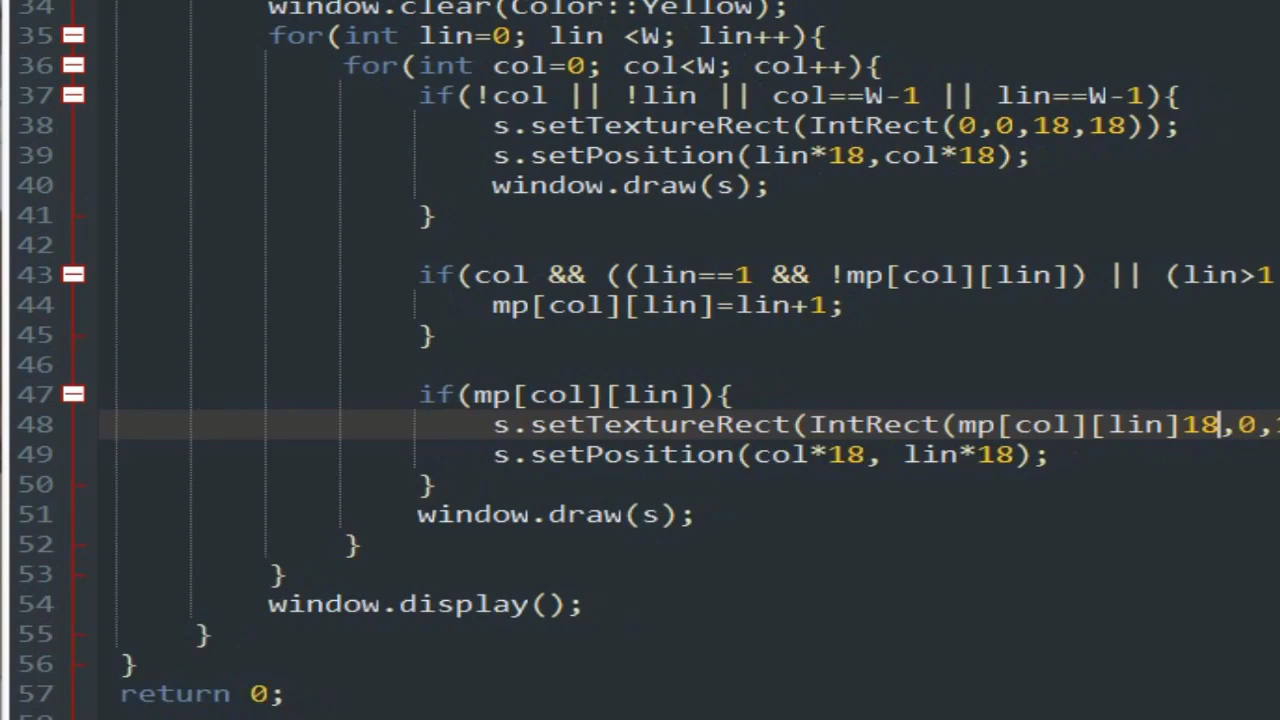 34 window.clear(Color::Yellow);
35 for(int lin=0; lin <W; lin++){
36 for(int col=0; col<W; col++){
37 if(!col || !lin || col==W-1 || lin==W-1){
38 s.setTextureRect(IntRect(0,0,18,18));
39 s.setPosition(lin*18,col*18);
40 window.draw(s);
41 }
42
43 if(col && ((lin==1 && !mp[col][lin]) || (lin>1
44 mp[col][lin]=lin+1;
45 }
46
47 if(mp[col][lin]){
48 s.setTextureRect(IntRect(mp[col][lin]18,0,1
49 s.setPosition(col*18, lin*18);
50 }
51 window.draw(s);
52 }
53 }
54 window.display();
55 }
56 }
57 return 0;